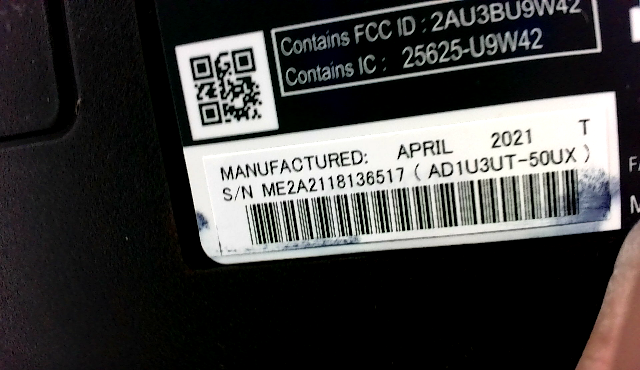 Contains FCC ID : 2AU3BU9W42
Contains IC : 25625-U9W42
MANUFACTURED: APRIL 2021 T
S/N ME2A2118136517 ( AD1U3UT-50UX )